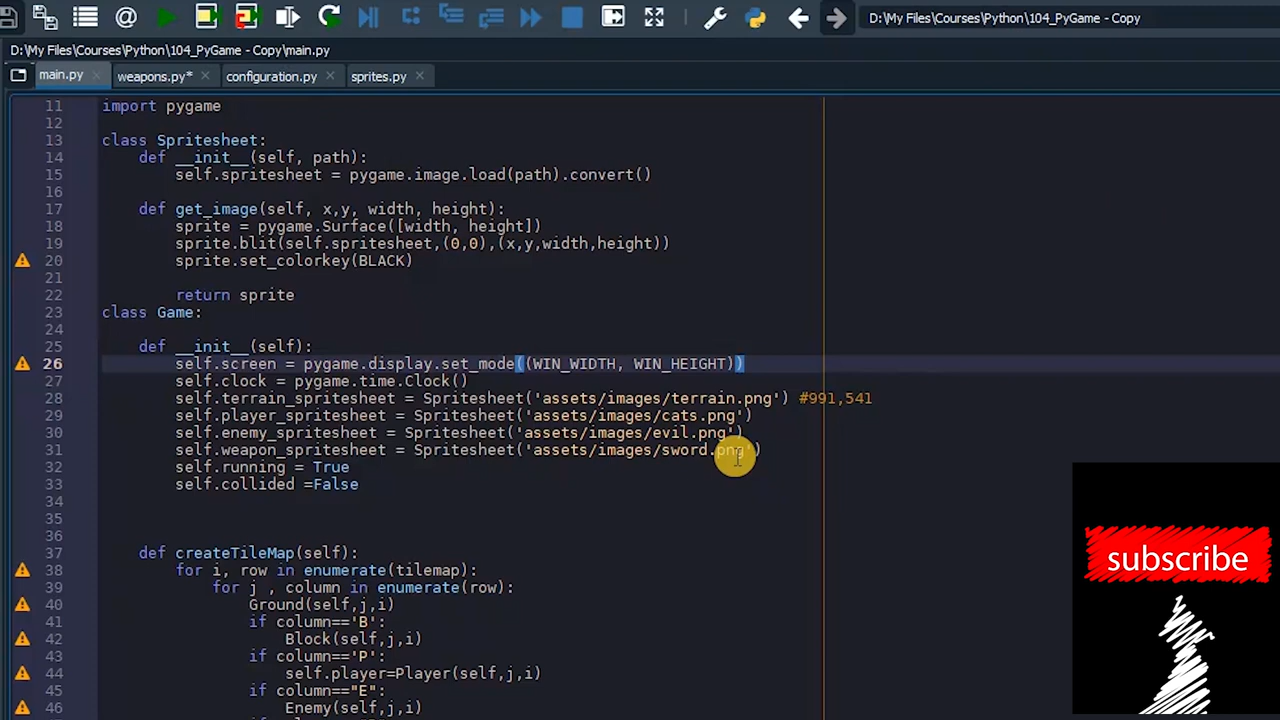 D:\My Files\Courses\Python\104_PyGame - Copy
D:\My Files\Courses\Python\104_PyGame - Copy\main.py
main.py weapons.py* configuration.py sprites.py
11 import pygame
12
13 class Spritesheet:
14 def __init__(self, path):
15 self.spritesheet = pygame.image.load(path).convert()
16
17 def get_image(self, x,y, width, height):
18 sprite = pygame.Surface([width, height])
19 sprite.blit(self.spritesheet,(0,0),(x,y,width,height))
20 sprite.set_colorkey(BLACK)
21
22 return sprite
23 class Game:
24
25 def __init__(self):
26 self.screen = pygame.display.set_mode((WIN_WIDTH, WIN_HEIGHT))
27 self.clock = pygame.time.Clock()
28 self.terrain_spritesheet = Spritesheet('assets/images/terrain.png') #991,541
29 self.player_spritesheet = Spritesheet('assets/images/cats.png')
30 self.enemy_spritesheet = Spritesheet('assets/images/evil.png')
31 self.weapon_spritesheet = Spritesheet('assets/images/sword.png')
32 self.running = True
33 self.collided =False
34
35
36
37 def createTileMap(self):
38 for i, row in enumerate(tilemap):
39 for j , column in enumerate(row):
40 Ground(self,j,i)
41 if column=='B':
42 Block(self,j,i)
43 if column=='P':
44 self.player=Player(self,j,i)
45 if column=="E":
46 Enemy(self,j,i)
subscribe